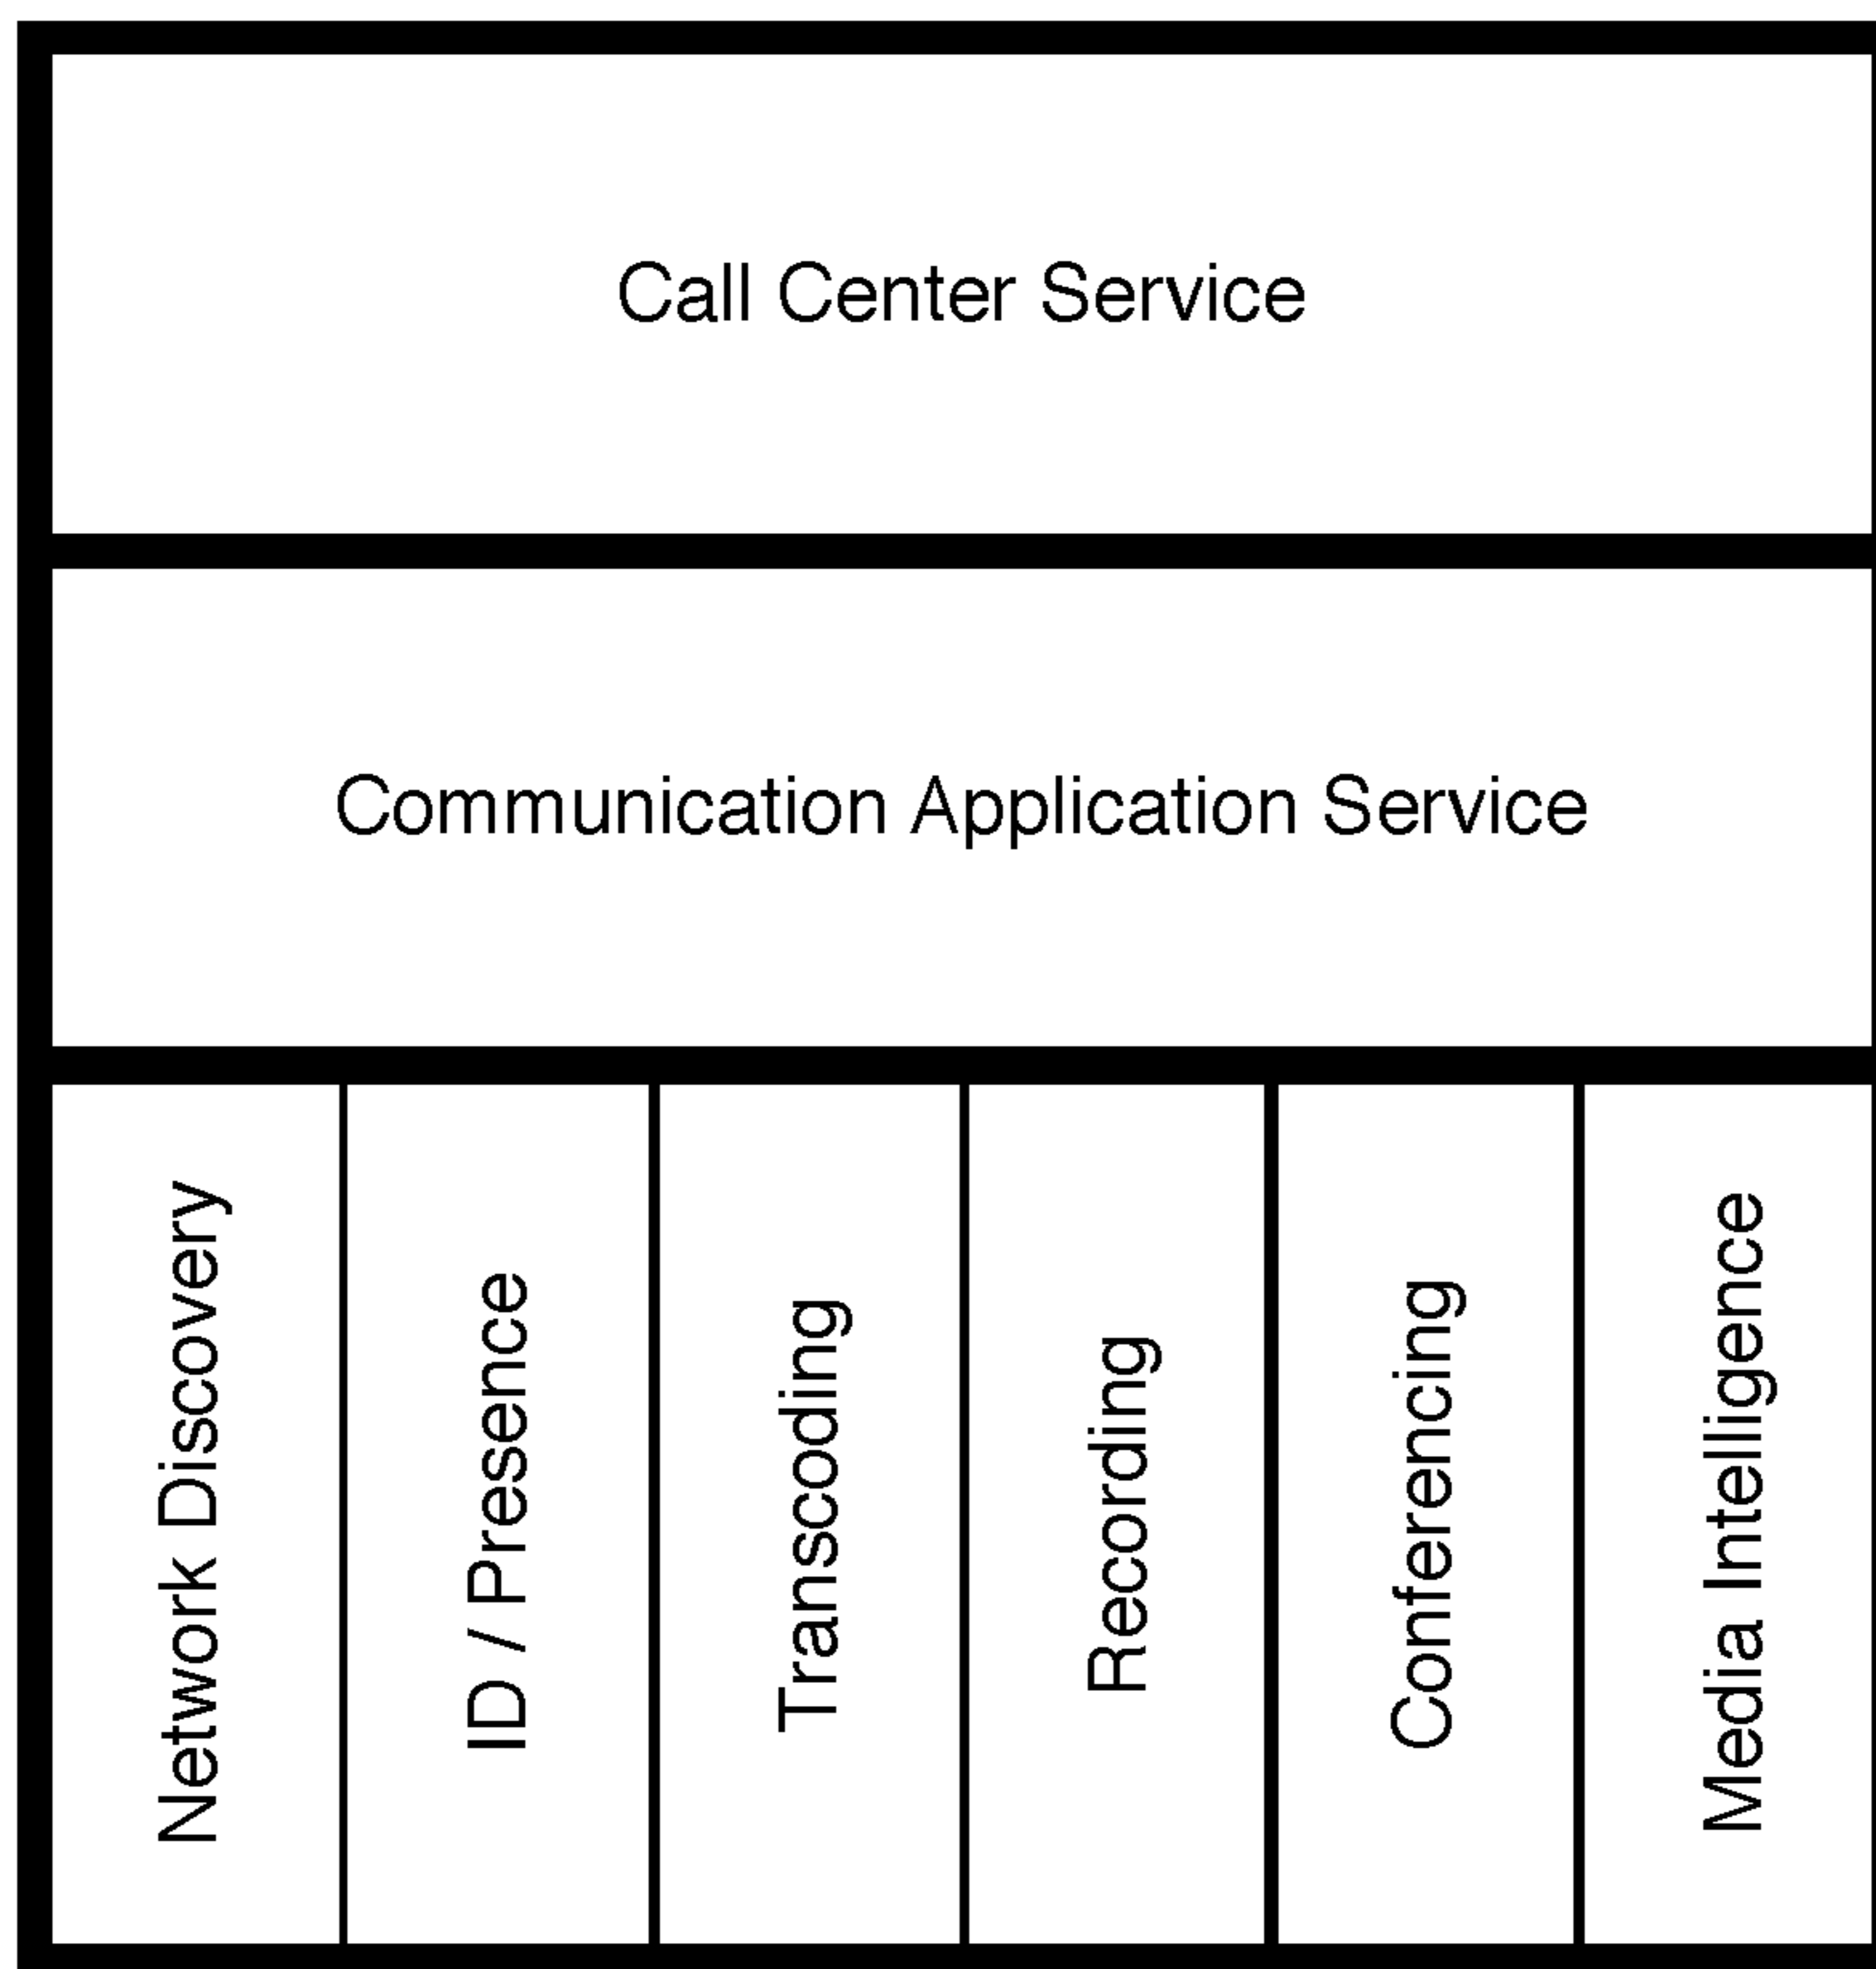 Call Center Service
Communication Application Service
Network Discovery
ID / Presence
Transcoding
Recording
Conferencing
Media Intelligence